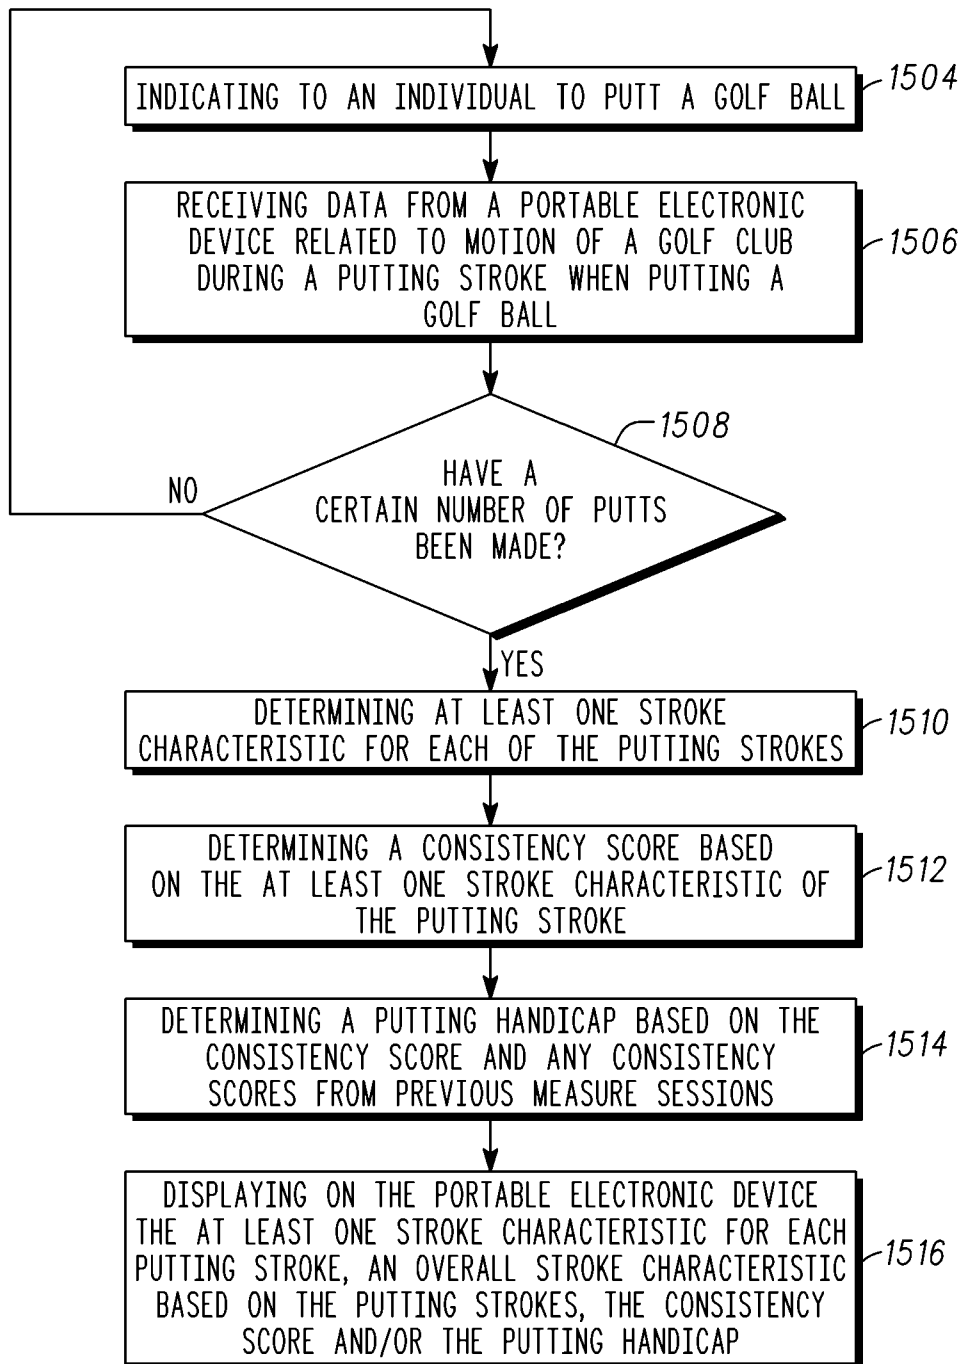 INDICATING TO AN INDIVIDUAL TO PUTT A GOLF BALL
1504
RECEIVING DATA FROM A PORTABLE ELECTRONIC
DEVICE RELATED TO MOTION OF A GOLF CLUB
DURING A PUTTING STROKE WHEN PUTTING A
GOLF BALL
1506
HAVE A
CERTAIN NUMBER OF PUTTS
BEEN MADE?
1508
NO
YES
DETERMINING AT LEAST ONE STROKE
CHARACTERISTIC FOR EACH OF THE PUTTING STROKES
1510
DETERMINING A CONSISTENCY SCORE BASED
ON THE AT LEAST ONE STROKE CHARACTERISTIC OF
THE PUTTING STROKE
1512
DETERMINING A PUTTING HANDICAP BASED ON THE
CONSISTENCY SCORE AND ANY CONSISTENCY
SCORES FROM PREVIOUS MEASURE SESSIONS
1514
DISPLAYING ON THE PORTABLE ELECTRONIC DEVICE
THE AT LEAST ONE STROKE CHARACTERISTIC FOR EACH
PUTTING STROKE, AN OVERALL STROKE CHARACTERISTIC
BASED ON THE PUTTING STROKES, THE CONSISTENCY
SCORE AND/OR THE PUTTING HANDICAP
1516